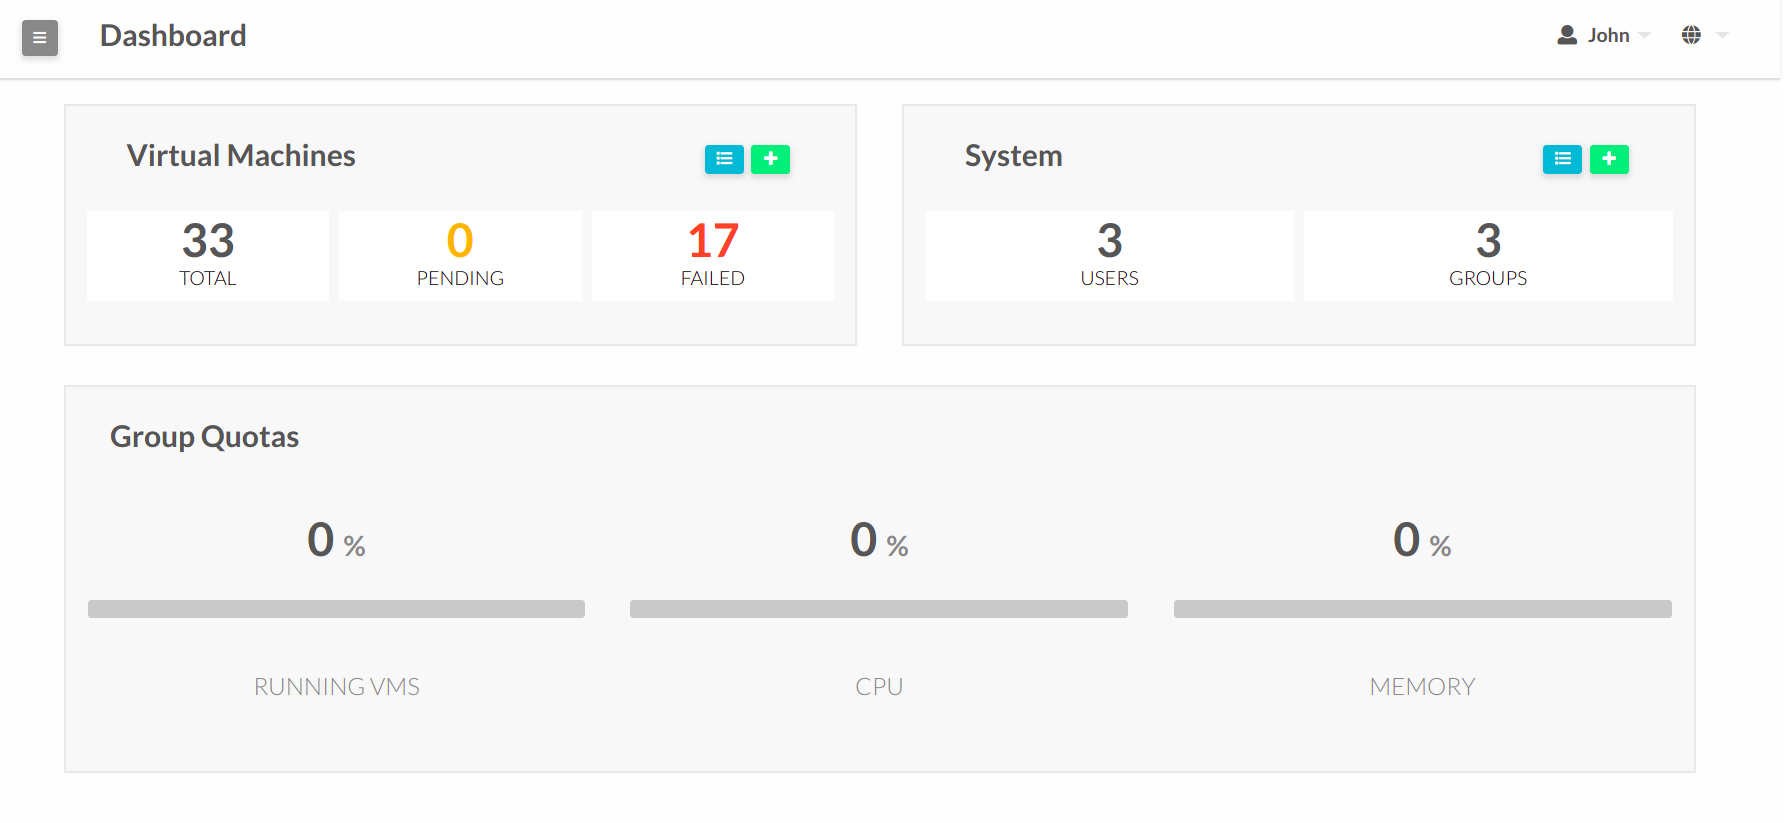 Dashboard
John
Virtual Machines
33
TOTAL
0
PENDING
17
FAILED
System
3
USERS
3
GROUPS
Group Quotas
0 %
RUNNING VMS
0 %
CPU
0 %
MEMORY